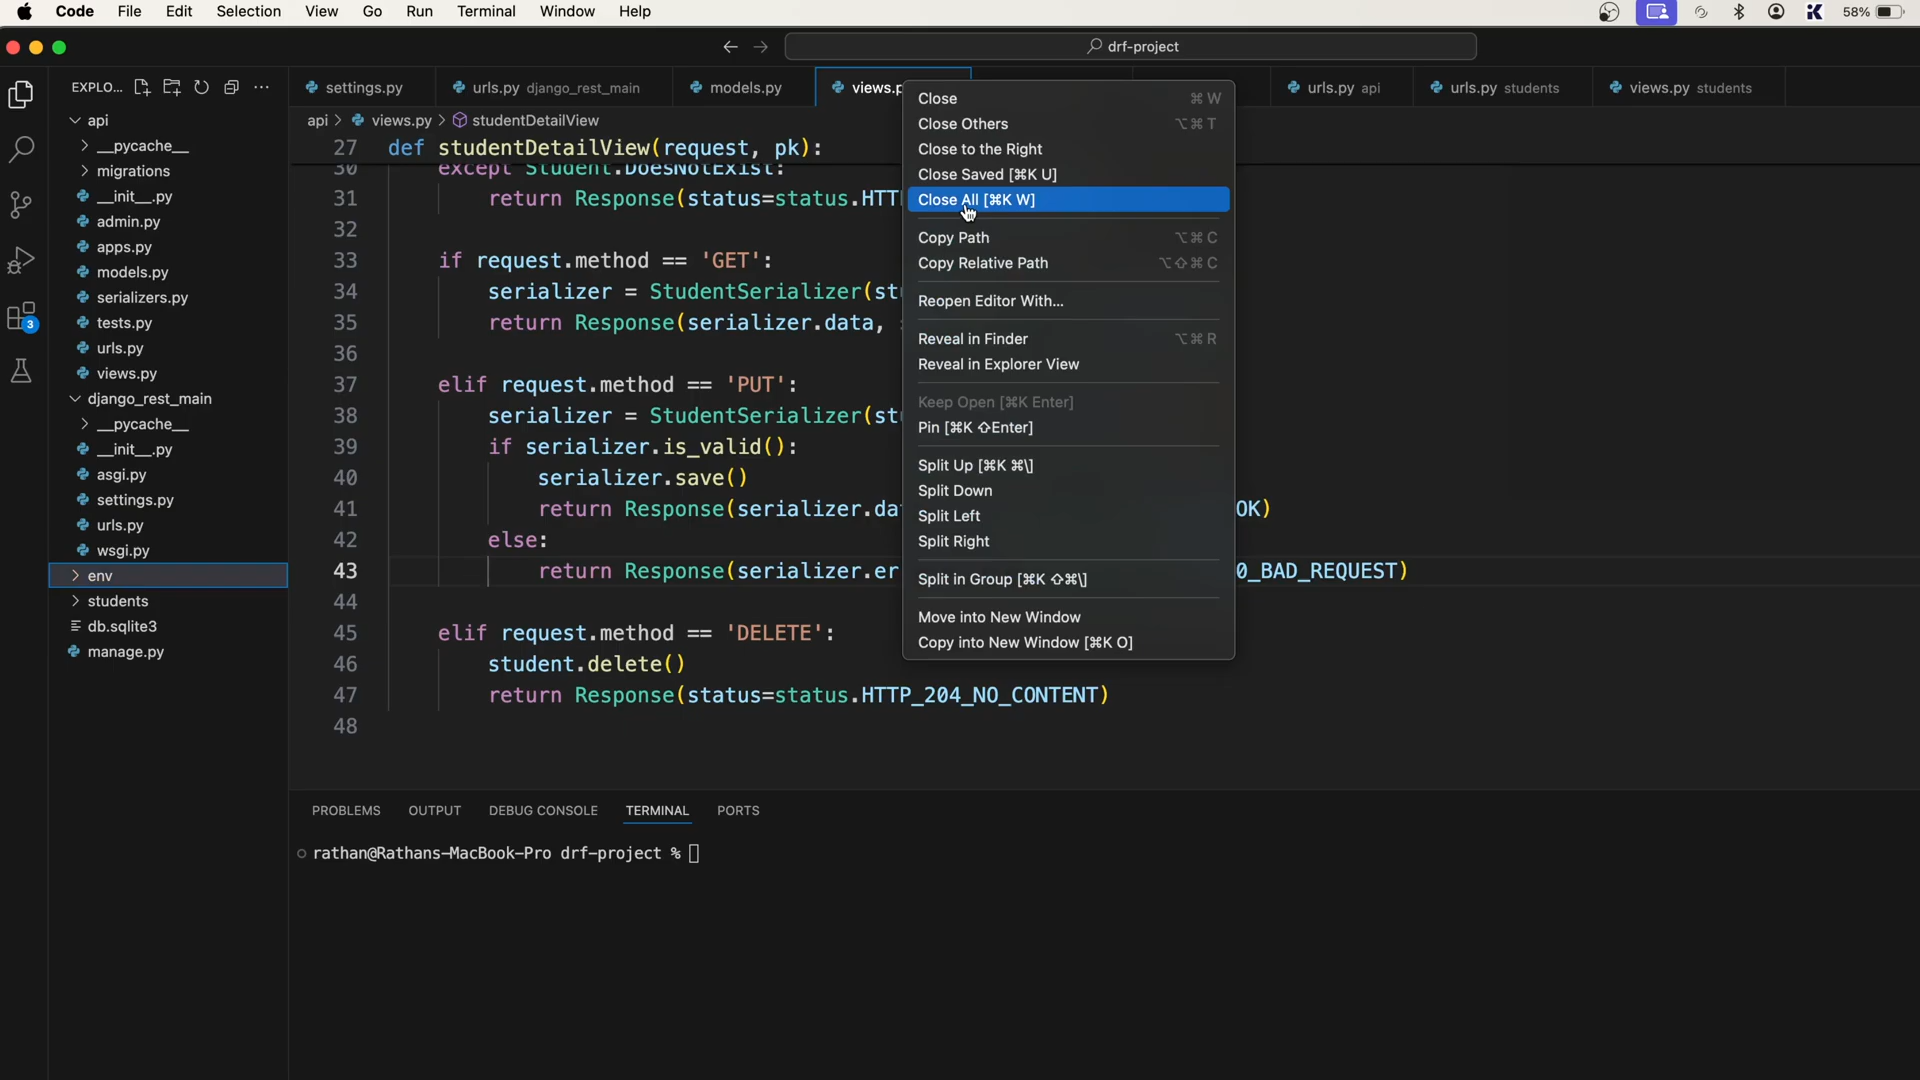 Code File Edit Selection View Go Run Terminal Window Help 58%
drf-project
EXPLO...
settings.py
urls.py django_rest_main
models.py
views.p
urls.py api
urls.py students
views.py students
api > views.py > studentDetailView
api
__pycache__
migrations
__init__.py
admin.py
apps.py
models.py
serializers.py
tests.py
urls.py
views.py
django_rest_main
__pycache__
__init__.py
asgi.py
settings.py
urls.py
wsgi.py
env
students
db.sqlite3
manage.py
3
27 def studentDetailView(request, pk):
30 except Student.DoesNotExist:
31 return Response(status=status.HTT
32
33 if request.method == 'GET':
34 serializer = StudentSerializer(st
35 return Response(serializer.data,
36
37 elif request.method == 'PUT':
38 serializer = StudentSerializer(st
39 if serializer.is_valid():
40 serializer.save()
41 return Response(serializer.da OK)
42 else:
43 return Response(serializer.er 0_BAD_REQUEST)
44
45 elif request.method == 'DELETE':
46 student.delete()
47 return Response(status=status.HTTP_204_NO_CONTENT)
48
Close ⌘ W
Close Others ⌥ ⌘ T
Close to the Right
Close Saved [⌘K U]
Close All [⌘K W]
Copy Path ⌥ ⌘ C
Copy Relative Path ⌥ ⇧ ⌘ C
Reopen Editor With...
Reveal in Finder ⌥ ⌘ R
Reveal in Explorer View
Keep Open [⌘K Enter]
Pin [⌘K ⇧Enter]
Split Up [⌘K ⌘\]
Split Down
Split Left
Split Right
Split in Group [⌘K ⇧⌘\]
Move into New Window
Copy into New Window [⌘K O]
PROBLEMS OUTPUT DEBUG CONSOLE TERMINAL PORTS
rathan@Rathans-MacBook-Pro drf-project %